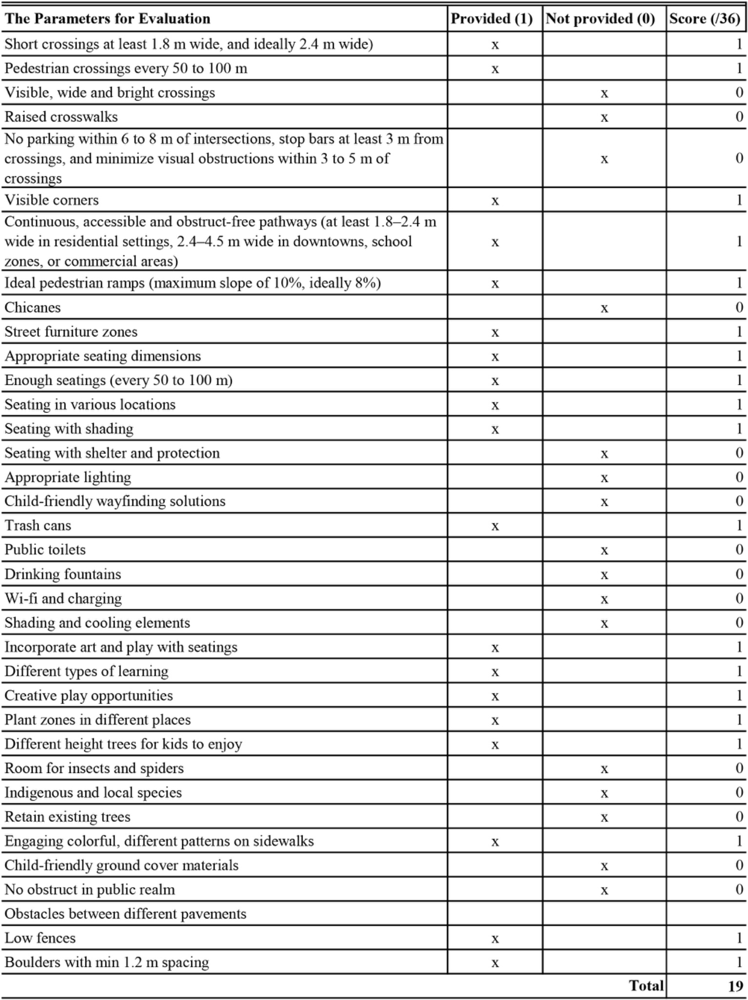 The Parameters for Evaluation Provided (1) Not provided (0) Score (/36)
Short crossings at least 1.8 m wide, and ideally 2.4 m wide) x 1
Pedestrian crossings every 50 to 100 m x 1
Visible, wide and bright crossings x 0
Raised crosswalks x 0
No parking within 6 to 8 m of intersections, stop bars at least 3 m from
crossings, and minimize visual obstructions within 3 to 5 m of x 0
crossings
Visible corners x 1
Continuous, accessible and obstruct-free pathways (at least 1.8–2.4 m
wide in residential settings, 2.4–4.5 m wide in downtowns, school x 1
zones, or commercial areas)
Ideal pedestrian ramps (maximum slope of 10%, ideally 8%) x 1
Chicanes x 0
Street furniture zones x 1
Appropriate seating dimensions x 1
Enough seatings (every 50 to 100 m) x 1
Seating in various locations x 1
Seating with shading x 1
Seating with shelter and protection x 0
Appropriate lighting x 0
Child-friendly wayfinding solutions x 0
Trash cans x 1
Public toilets x 0
Drinking fountains x 0
Wi-fi and charging x 0
Shading and cooling elements x 0
Incorporate art and play with seatings x 1
Different types of learning x 1
Creative play opportunities x 1
Plant zones in different places x 1
Different height trees for kids to enjoy x 1
Room for insects and spiders x 0
Indigenous and local species x 0
Retain existing trees x 0
Engaging colorful, different patterns on sidewalks x 1
Child-friendly ground cover materials x 0
No obstruct in public realm x 0
Obstacles between different pavements
Low fences x 1
Boulders with min 1.2 m spacing x 1
Total 19